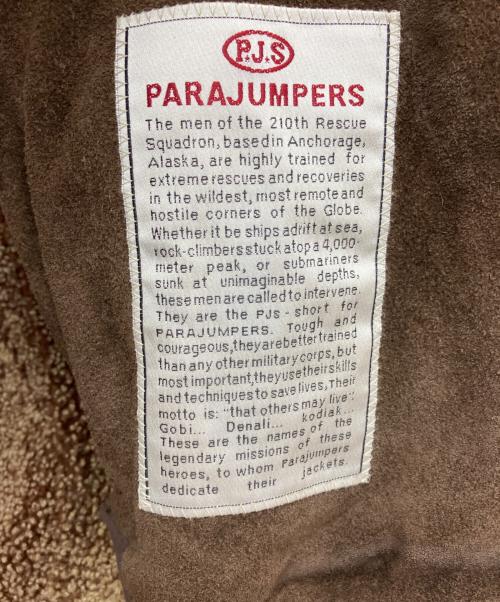 P.J.S
PARAJUMPERS
The men of the 210th Rescue
Squadron, based in Anchorage,
Alaska, are highly trained for
extreme rescues and recoveries
in the wildest, most remote and
hostile corners of the Globe.
Whether it be ships adrift at sea,
rock-climbers stuck atop a 4,000-
meter peak, or submariners
sunk at unimaginable depths,
these men are called to intervene.
They are the PJs - short for
PARAJUMPERS. Tough and
courageous, they are better trained
than any other military corps, but
most important, they use their skills
and techniques to save lives, Their
motto is: "that others may live".
Gobi... Denali... kodiak...
These are the names of the
legendary missions of these
heroes, to whom Parajumpers
dedicate their jackets.